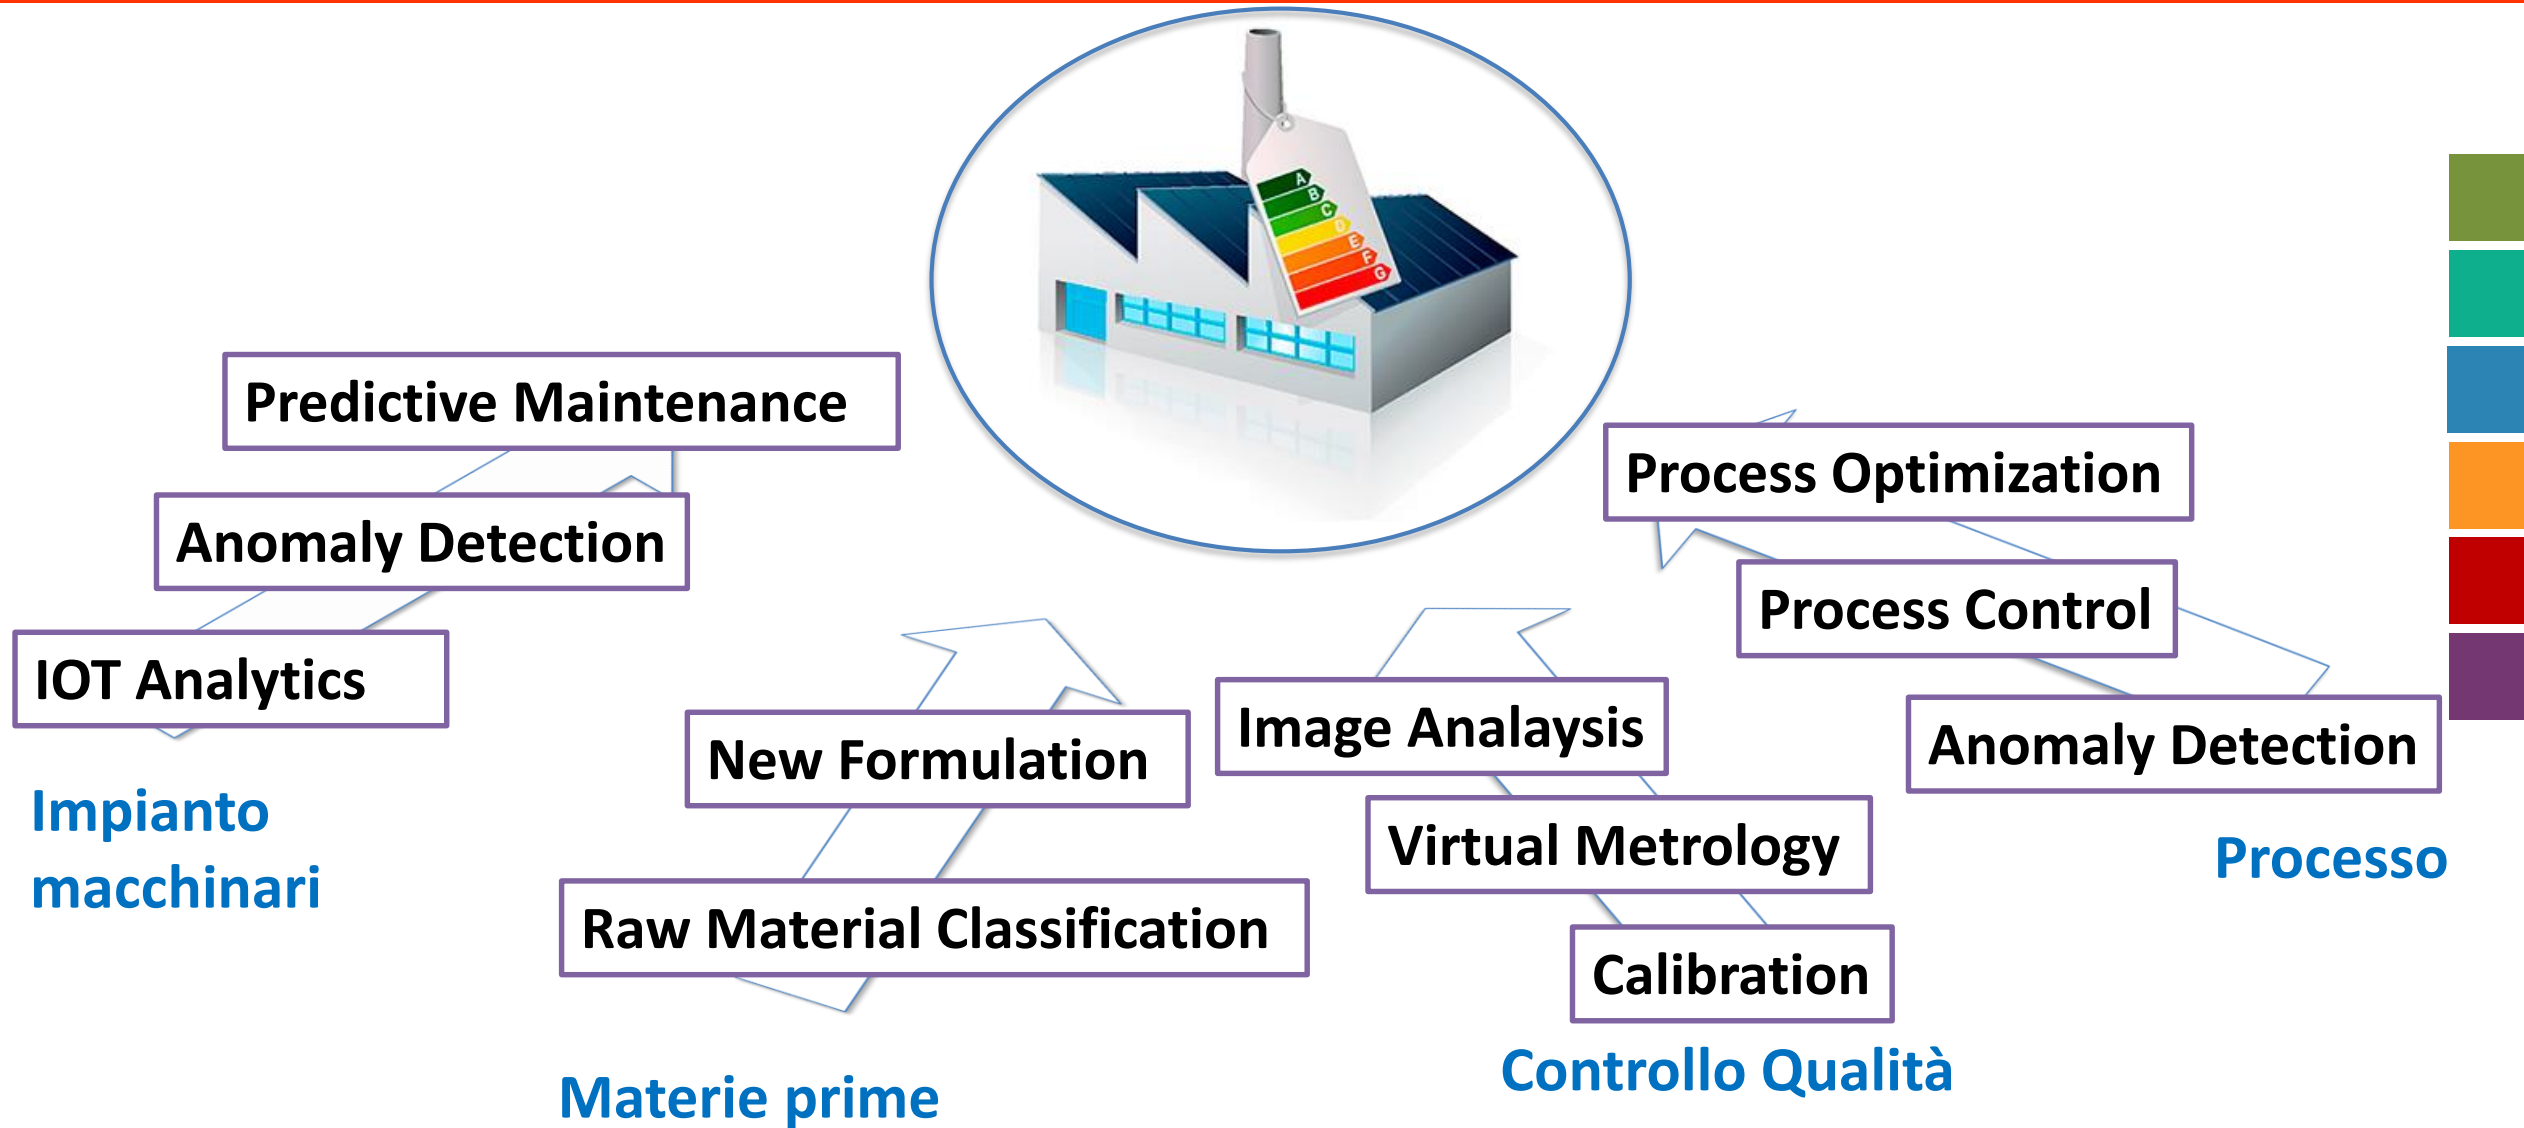 A
B
C
D
E
F
G
Predictive Maintenance
Anomaly Detection
IOT Analytics
Impianto
macchinari
New Formulation
Raw Material Classification
Materie prime
Image Analaysis
Virtual Metrology
Calibration
Controllo Qualità
Process Optimization
Process Control
Anomaly Detection
Processo